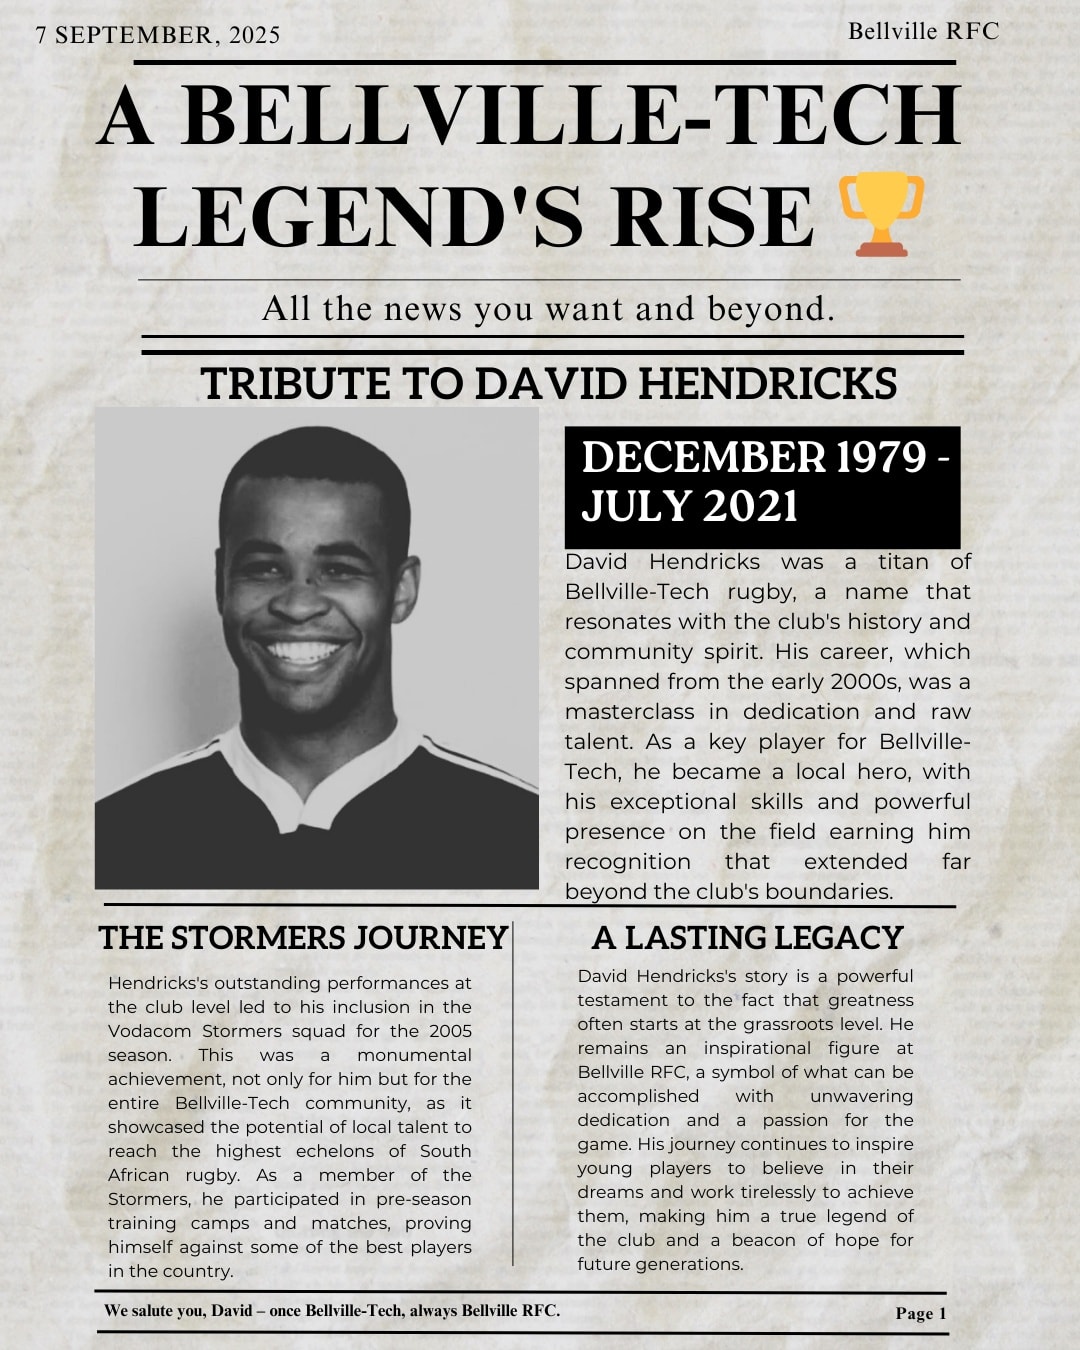 7 SEPTEMBER, 2025
Bellville RFC
A BELLVILLE-TECH
LEGEND'S RISE
All the news you want and beyond.
TRIBUTE TO DAVID HENDRICKS
DECEMBER 1979 -
JULY 2021
David Hendricks was a titan of
Bellville-Tech rugby, a name that
resonates with the club's history and
community spirit. His career, which
spanned from the early 2000s, was a
masterclass in dedication and raw
talent. As a key player for Bellville-
Tech, he became a local hero, with
his exceptional skills and powerful
presence on the field earning him
recognition that extended far
beyond the club's boundaries.
THE STORMERS JOURNEY
Hendricks's outstanding performances at
the club level led to his inclusion in the
Vodacom Stormers squad for the 2005
season. This was a monumental
achievement, not only for him but for the
entire Bellville-Tech community, as it
showcased the potential of local talent to
reach the highest echelons of South
African rugby. As a member of the
Stormers, he participated in pre-season
training camps and matches, proving
himself against some of the best players
in the country.
A LASTING LEGACY
David Hendricks's story is a powerful
testament to the fact that greatness
often starts at the grassroots level. He
remains an inspirational figure at
Bellville RFC, a symbol of what can be
accomplished with unwavering
dedication and a passion for the
game. His journey continues to inspire
young players to believe in their
dreams and work tirelessly to achieve
them, making him a true legend of
the club and a beacon of hope for
future generations.
We salute you, David – once Bellville-Tech, always Bellville RFC.
Page 1